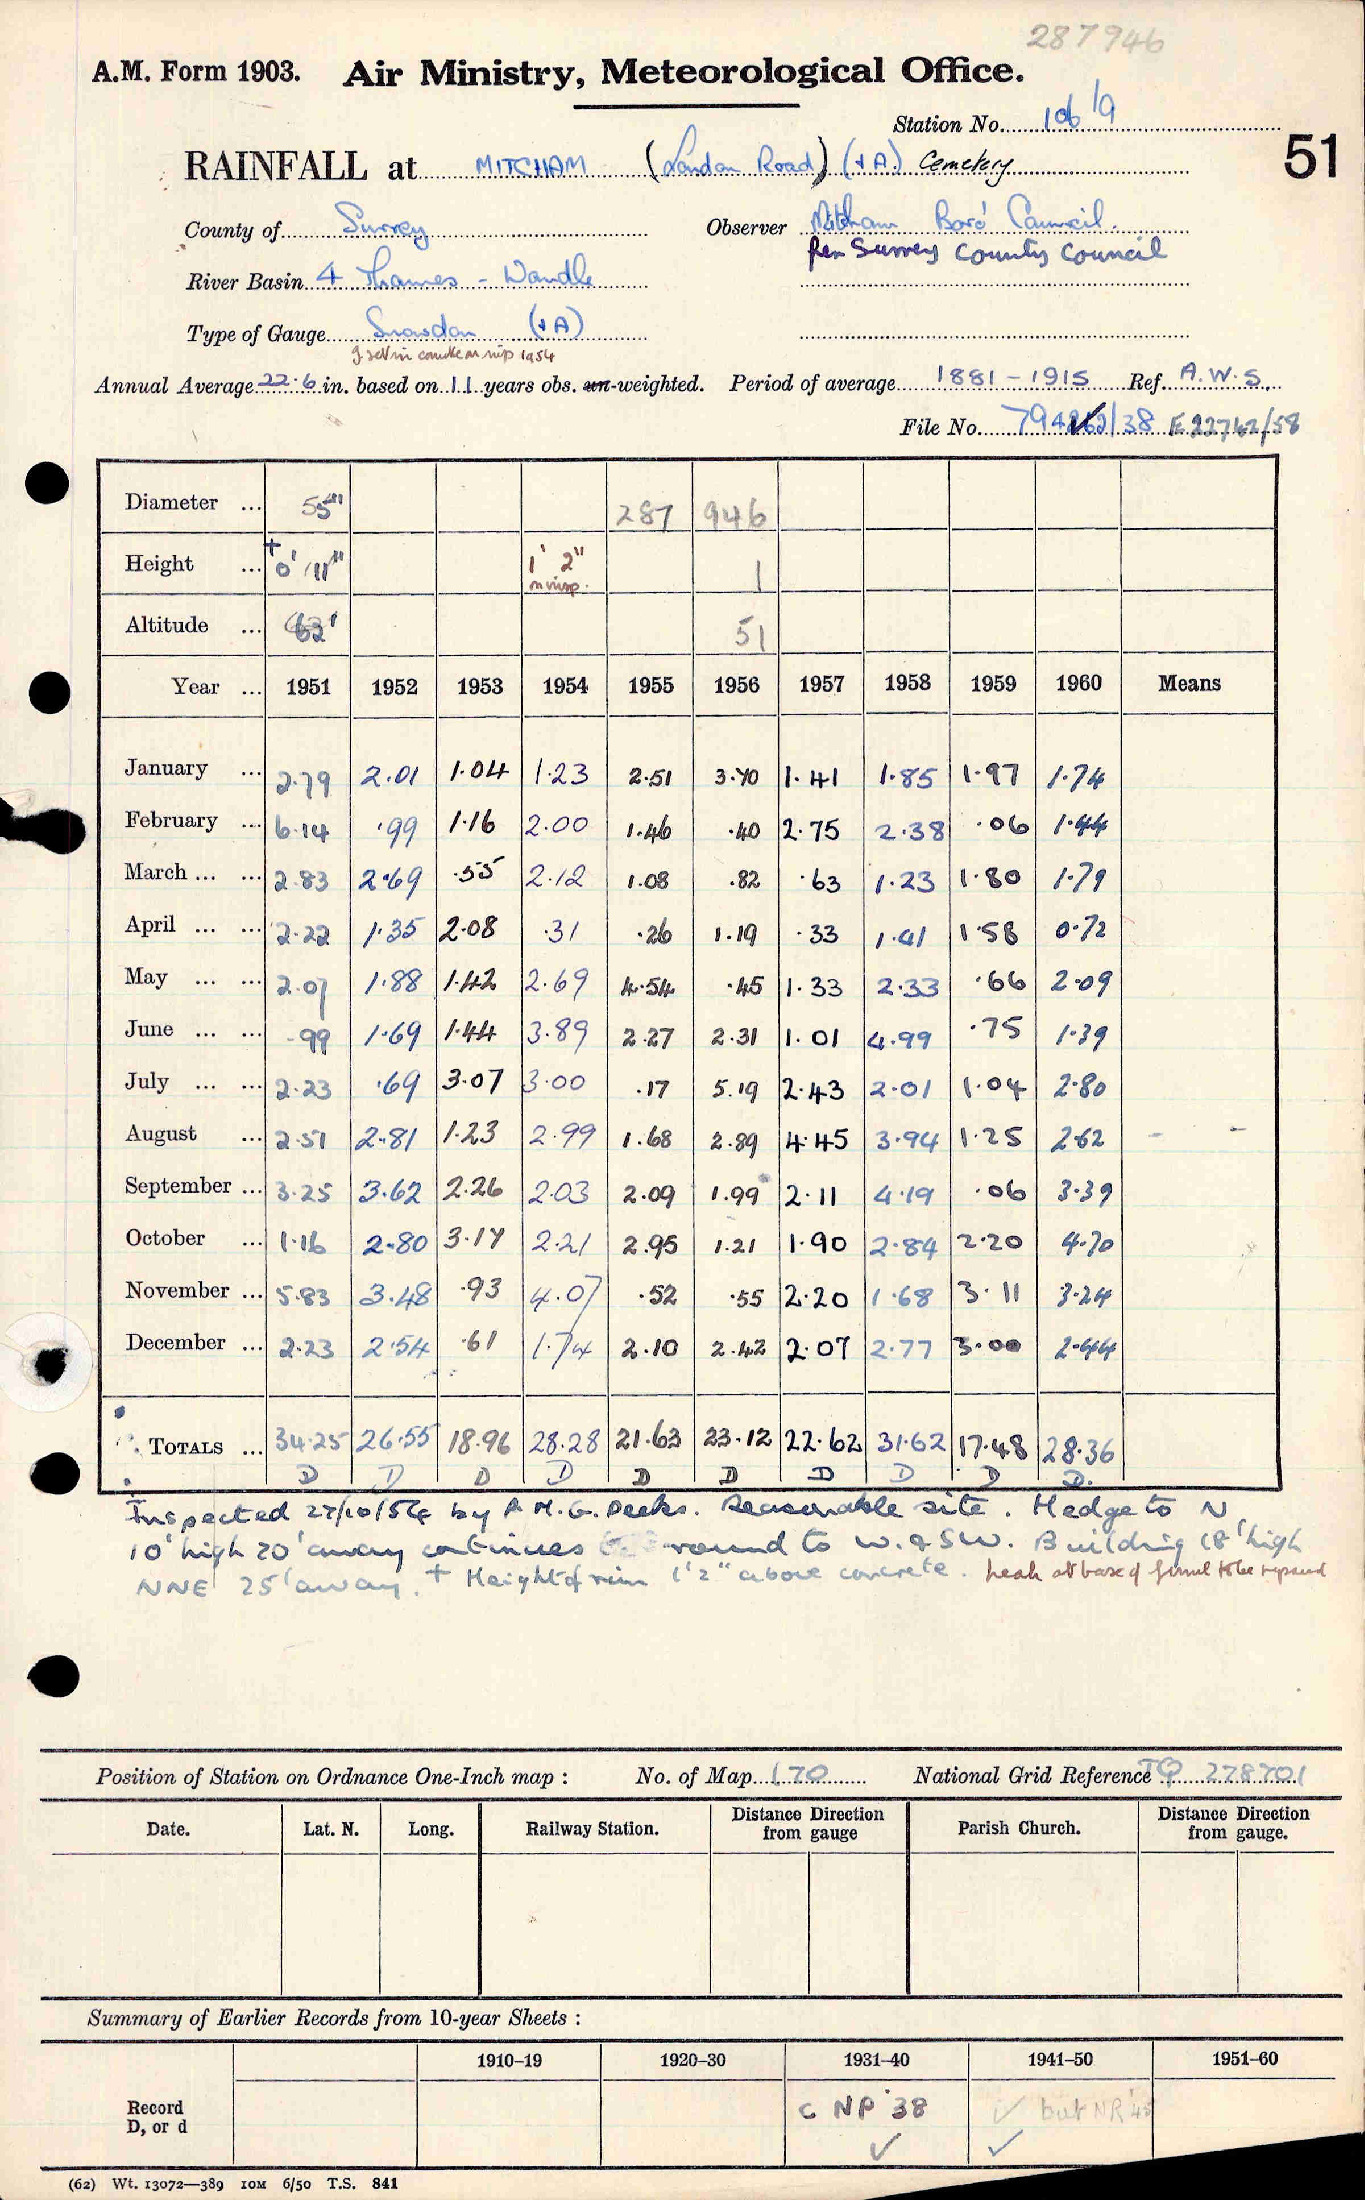 287946
A.M. Form 1903. Air Ministry, Meteorological Office.
Station No. 106/9
51
RAINFALL at MITCHAM (London Road) (+A.) Cemetery
County of Surrey Observer Mitcham Boro' Council.
per Surrey County Council
River Basin 4 Thames - Wandle
Type of Gauge Snowdon (+A)
Annual Average 22.6 in. based on 11 years obs. un-weighted. Period of average 1881-1915 Ref. A.W.S.
File No. 38 E 22762/58
Diameter ... 5" 287 946
Height ... + 0' 11" 1' 2" 1
m insp.
Altitude ... 51
Year ... 1951 1952 1953 1954 1955 1956 1957 1958 1959 1960 Means
January ... 2.79 2.01 1.04 1.23 2.51 3.70 1.41 1.85 1.97 1.74
February ... 6.14 .99 1.16 2.00 1.46 .40 2.75 2.38 .06 1.44
March ... ... 2.83 2.69 .55 2.12 1.08 .82 .63 1.23 1.80 1.79
April ... ... 2.22 1.35 2.08 .31 .26 1.19 .33 1.41 1.58 0.72
May ... ... 2.07 1.88 1.42 2.69 4.54 .45 1.33 2.33 .66 2.09
June ... ... .99 1.69 1.44 3.89 2.27 2.31 1.01 4.99 .75 1.39
July ... ... 2.23 .69 3.07 3.00 .17 5.19 2.43 2.01 1.04 2.80
August ... 2.51 2.81 1.23 2.99 1.68 2.89 4.45 3.94 1.25 2.62 - -
September ... 3.25 3.62 2.26 2.03 2.09 1.99 2.11 4.19 .06 3.39
October ... 1.16 2.80 3.17 2.21 2.95 1.21 1.90 2.84 2.20 4.70
November ... 5.83 3.48 .93 4.07 .52 .55 2.20 1.68 3.11 3.24
December ... 2.23 2.54 .61 1.74 2.10 2.42 2.07 2.77 3.00 2.44
TOTALS ... 34.25 26.55 18.96 28.28 21.63 23.12 22.62 31.62 17.48 28.36
D D D D D D D D D D.
Inspected 27/10/54 by A.M.G. Deeks. Reasonable site. Hedge to N
10' high 20' away continues round to W. & SW. Building 18' high
NNE 25' away. + Height of rim 1'2" above concrete. Leak at base of funnel to be repaired
Position of Station on Ordnance One-Inch map : No. of Map 170 National Grid Reference TQ 278701
Date. Lat. N. Long. Railway Station. Distance Direction from gauge Parish Church. Distance Direction from gauge.
Summary of Earlier Records from 10-year Sheets :
1910–19 1920–30 1931–40 1941–50 1951–60
Record
D, or d
c NP '38 ✓ but NR '45
✓ ✓
(62) Wt. 13072—389 10M 6/50 T.S. 841